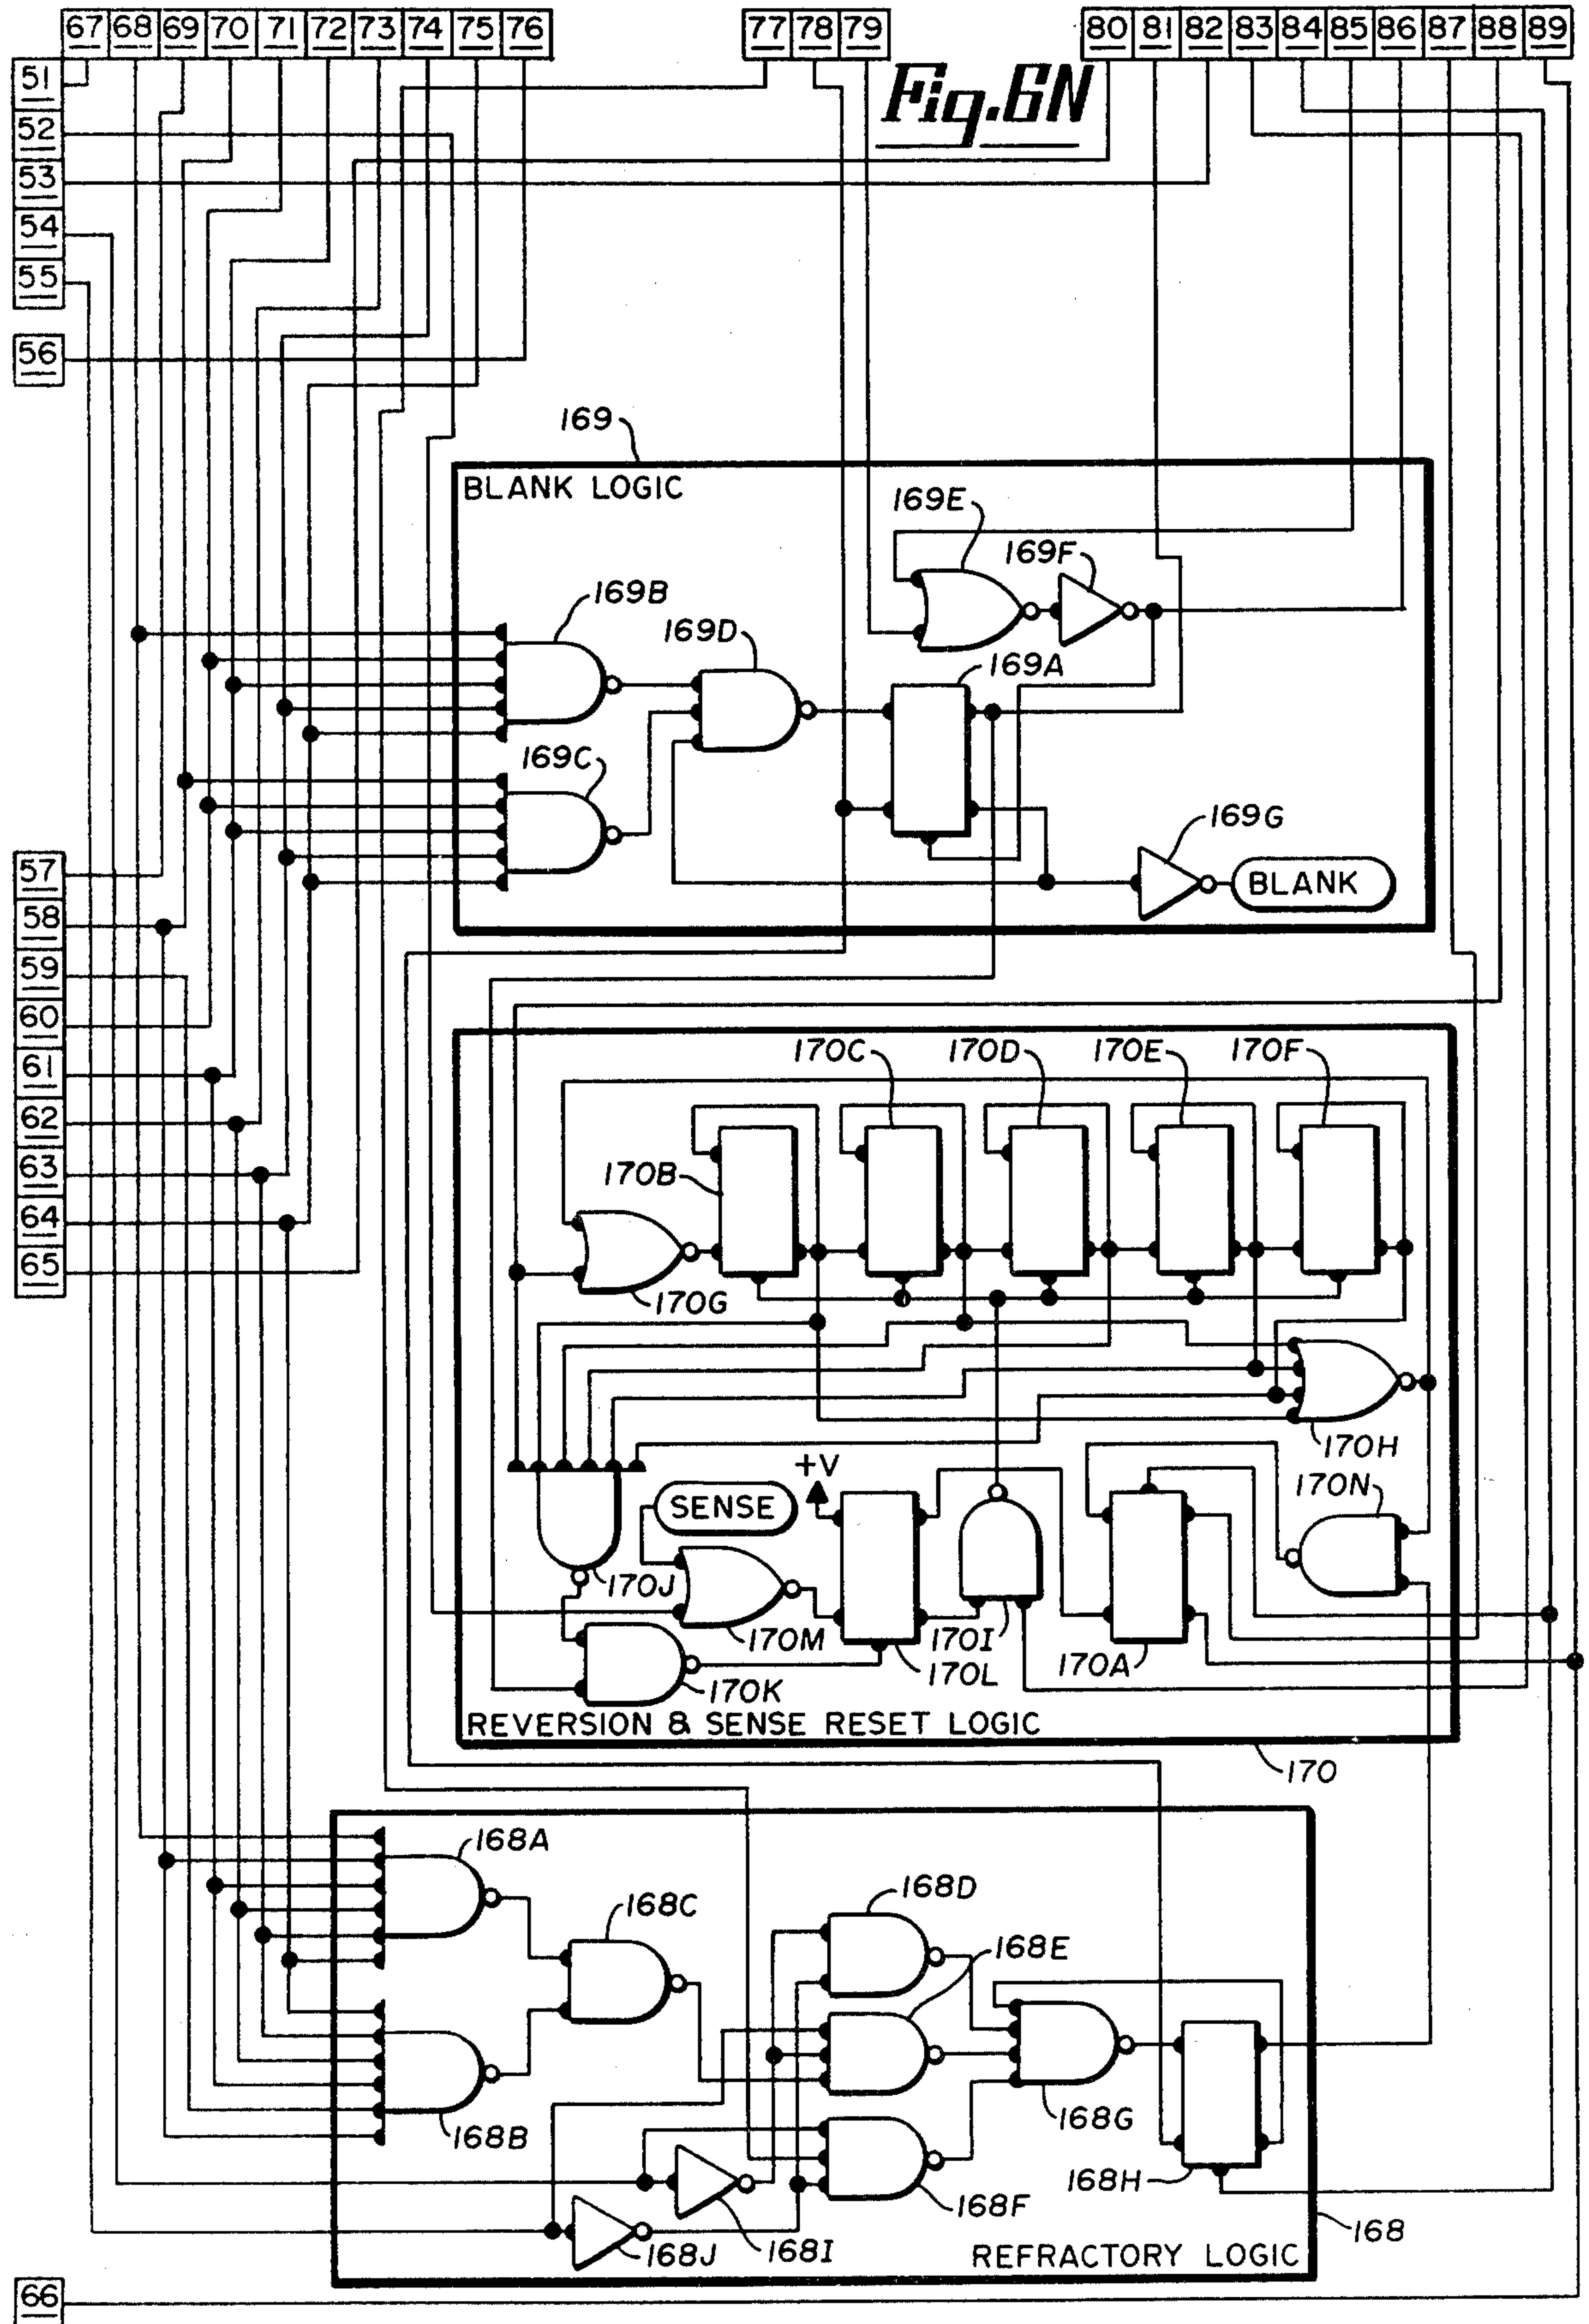 67 68 69 70 71 72 73 74 75 76 77 78 79 80 81 82 83 84 85 86 87 88 89
51
52
53
54
55
56
Fig. 6N
169
BLANK LOGIC
169E
169F
169B
169D
169A
169C
169G
BLANK
57
58
59
60
61
62
63
64
65
170C 170D 170E 170F
170B
170G
170H
+V
170N
SENSE
170J
170M
170I
170L
170A
170K
REVERSION & SENSE RESET LOGIC
170
168A
168D
168C
168E
168B
168G
168H
168F
168I
168J
168
REFRACTORY LOGIC
66